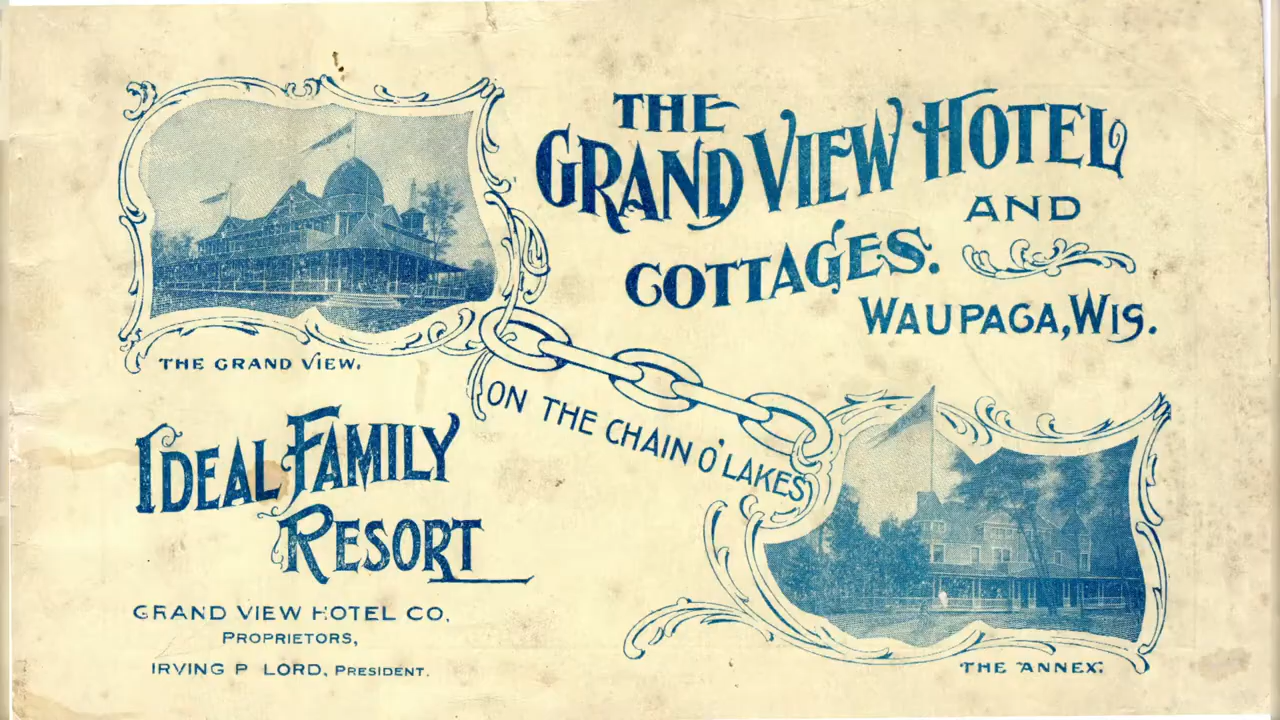 THE
GRAND VIEW HOTEL
AND
COTTAGES.
WAUPAGA, WIS.
THE GRAND VIEW.
ON THE CHAIN O'LAKES
IDEAL FAMILY
RESORT
GRAND VIEW HOTEL CO.
PROPRIETORS,
IRVING P LORD, PRESIDENT.
THE ANNEX.